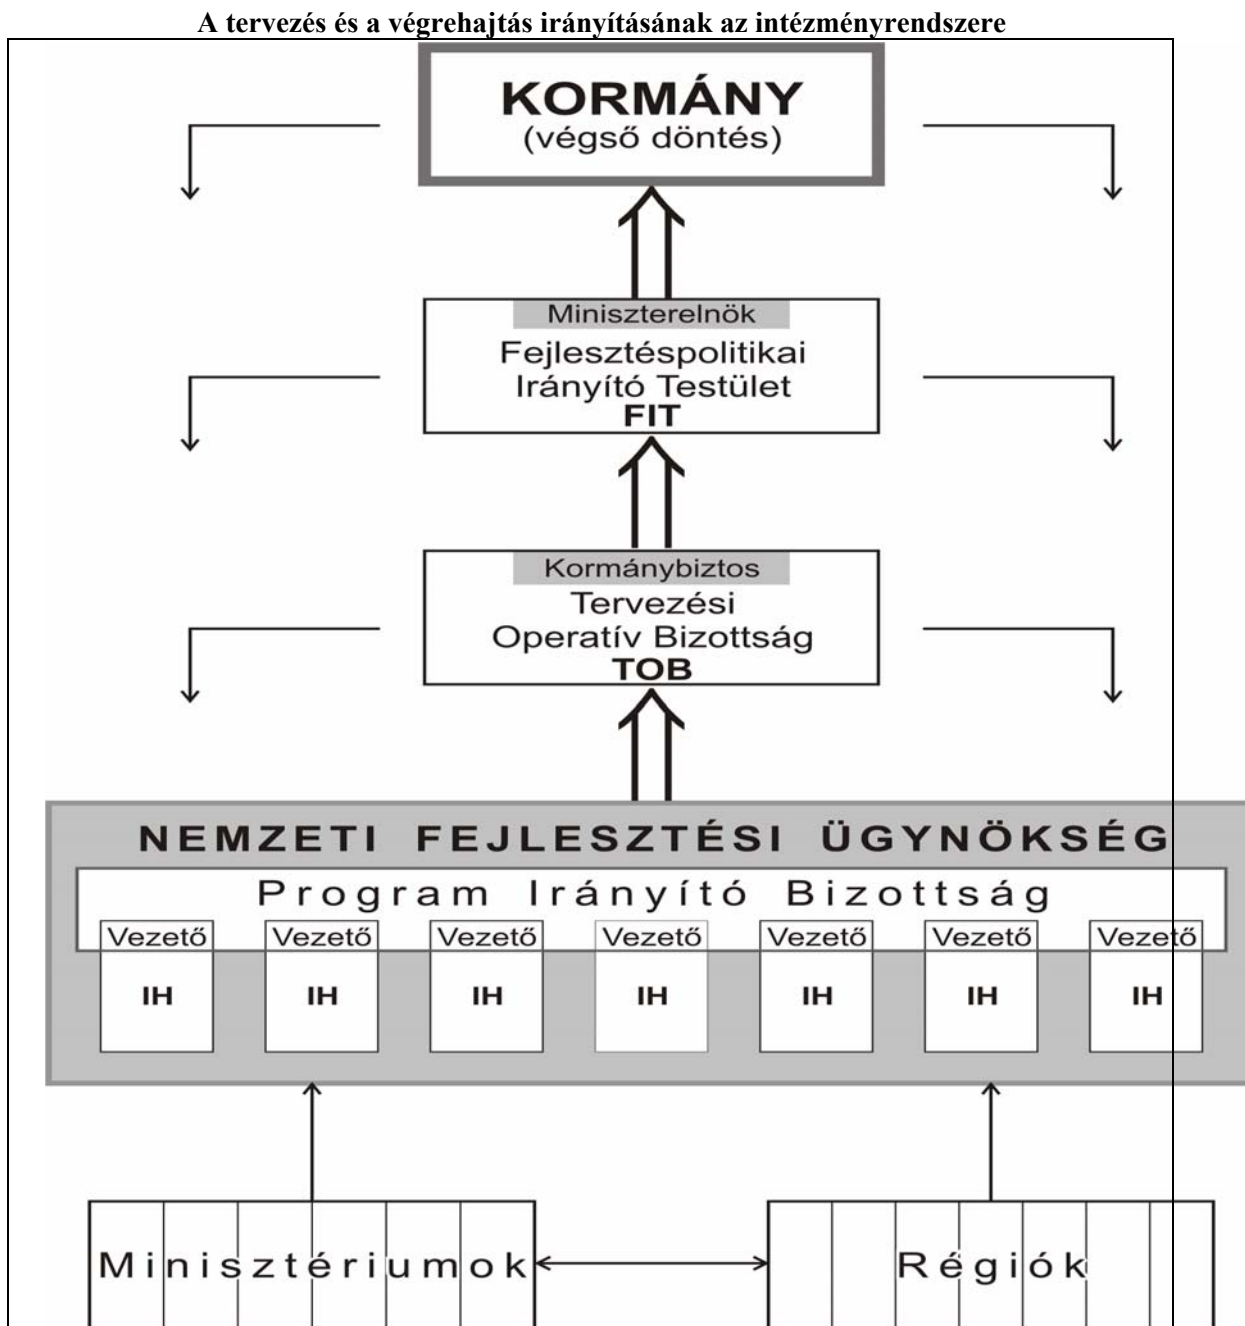 A tervezés és a végrehajtás irányításának az intézményrendszere
KORMÁNY
(végső döntés)
Miniszterelnök
Fejlesztéspolitikai
Irányító Testület
FIT
Kormánybiztos
Tervezési
Operatív Bizottság
TOB
NEMZETI FEJLESZTÉSI ÜGYNÖKSÉG
Program Irányító Bizottság
Vezető Vezető Vezető Vezető Vezető Vezető Vezető
IH IH IH IH IH IH IH
Minisztériumok Régiók